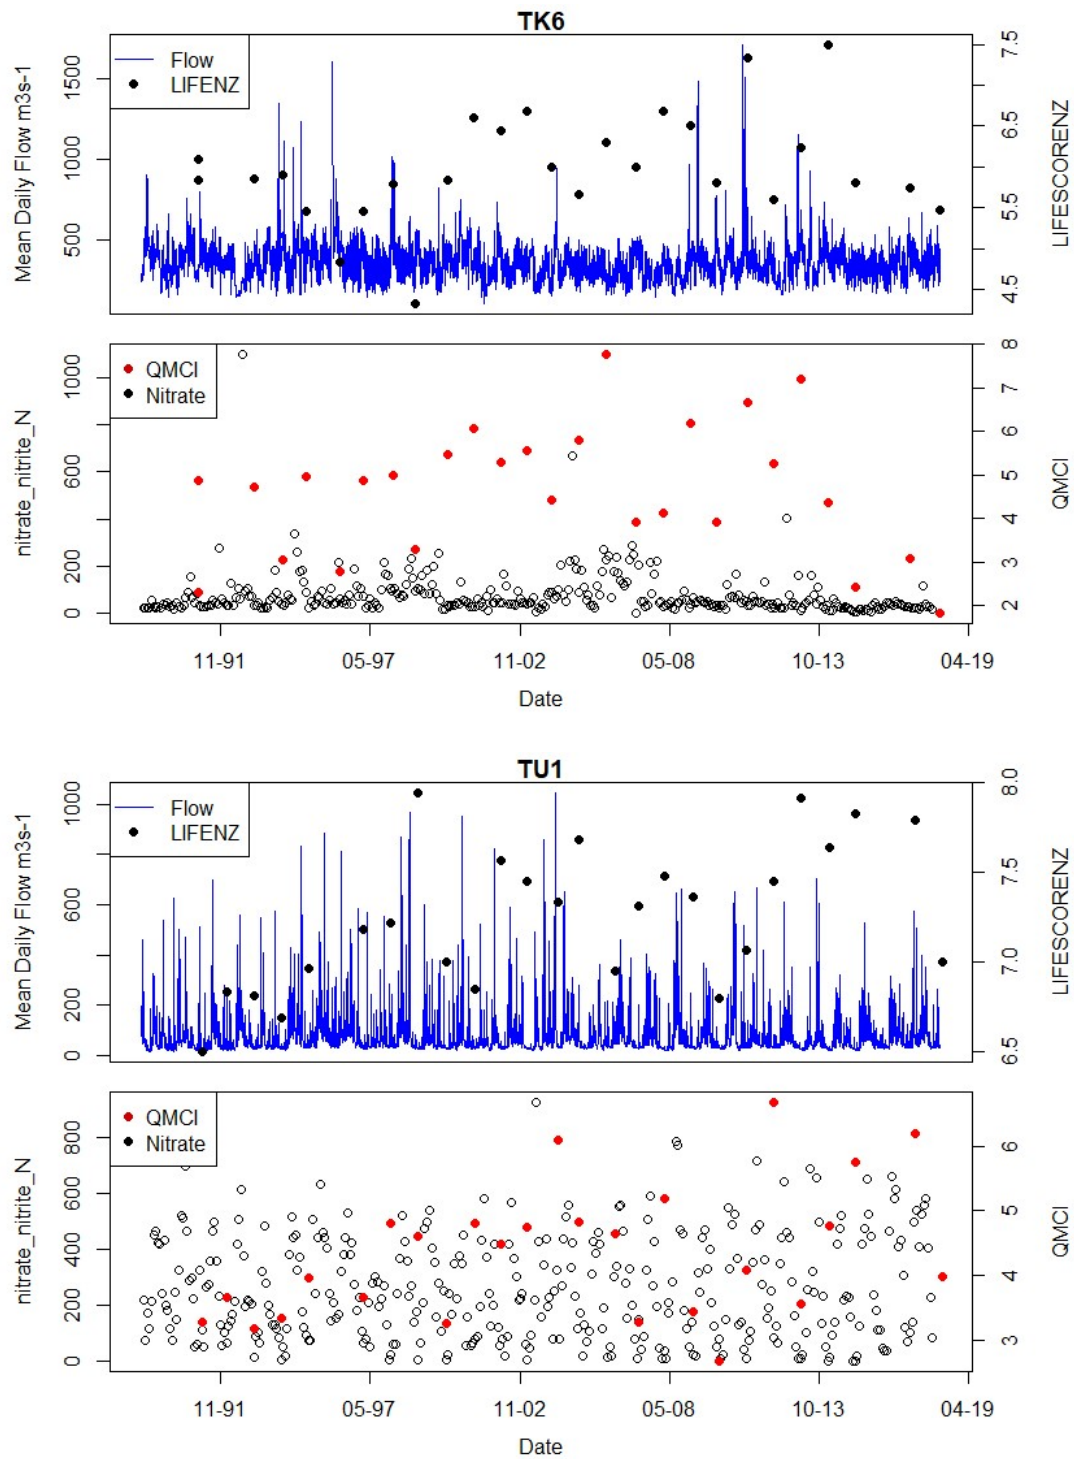 TK6
Flow
LIFENZ
Mean Daily Flow m3s-1
500
1000
1500
LIFESCORENZ
4.5
5.5
6.5
7.5
QMCI
Nitrate
nitrate_nitrite_N
0
200
600
1000
QMCI
2
3
4
5
6
7
8
11-91 05-97 11-02 05-08 10-13 04-19
Date
TU1
Flow
LIFENZ
Mean Daily Flow m3s-1
0
200
600
1000
LIFESCORENZ
6.5
7.0
7.5
8.0
QMCI
Nitrate
nitrate_nitrite_N
0
200
400
600
800
QMCI
3
4
5
6
11-91 05-97 11-02 05-08 10-13 04-19
Date